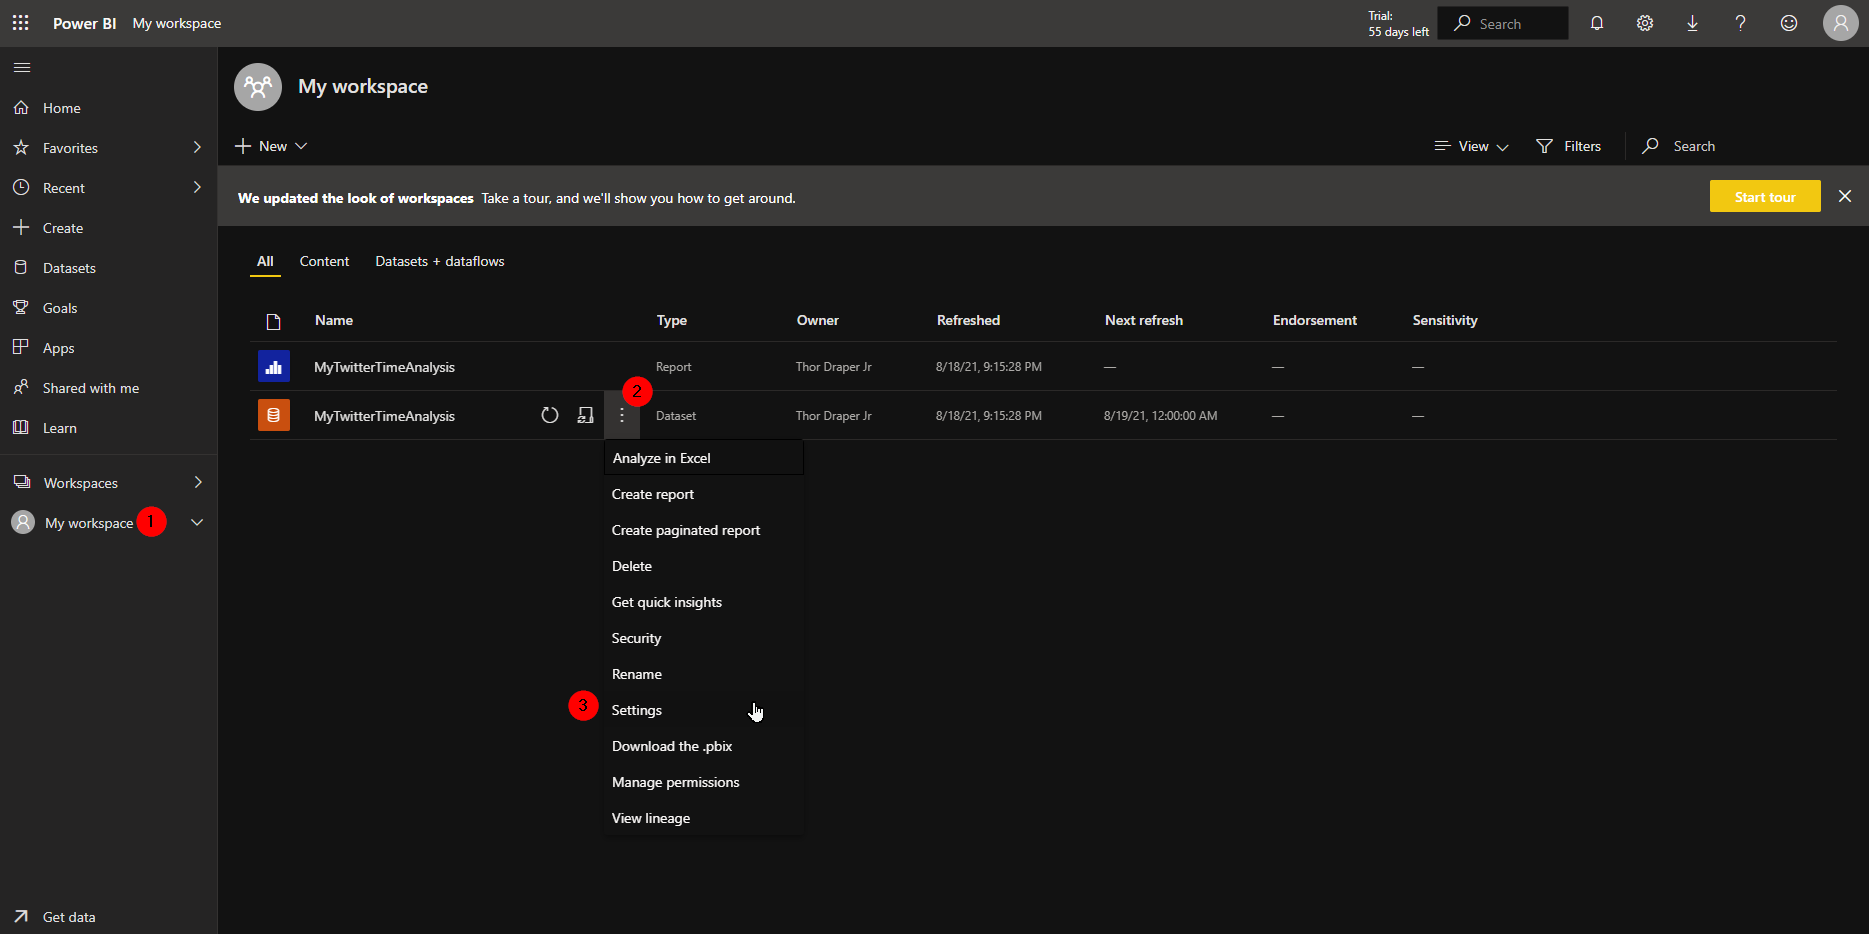 Power BI My workspace
Trial:
55 days left
Search
Home
Favorites
Recent
Create
Datasets
Goals
Apps
Shared with me
Learn
Workspaces
My workspace 1
Get data
My workspace
New
View
Filters
Search
We updated the look of workspaces Take a tour, and we'll show you how to get around.
Start tour
All Content Datasets + dataflows
Name Type Owner Refreshed Next refresh Endorsement Sensitivity
MyTwitterTimeAnalysis Report Thor Draper Jr 8/18/21, 9:15:28 PM — — —
2
MyTwitterTimeAnalysis Dataset Thor Draper Jr 8/18/21, 9:15:28 PM 8/19/21, 12:00:00 AM — —
Analyze in Excel
Create report
Create paginated report
Delete
Get quick insights
Security
Rename
3 Settings
Download the .pbix
Manage permissions
View lineage